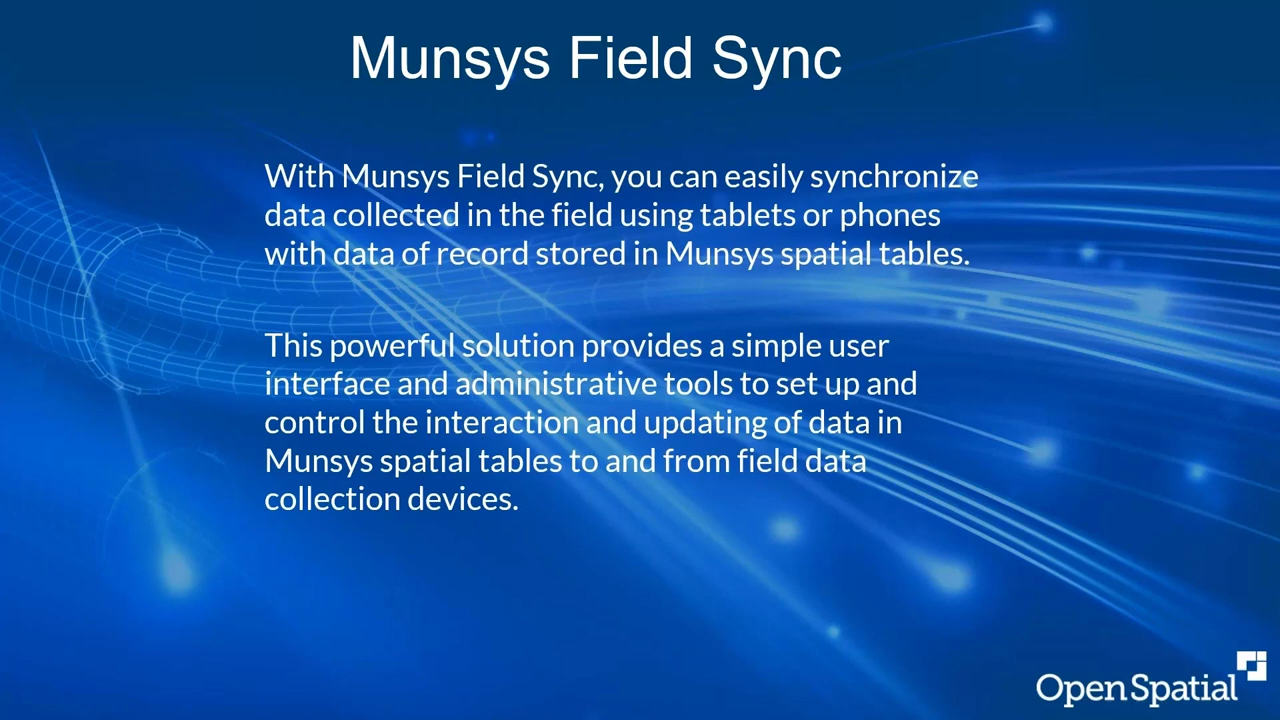 Munsys Field Sync
With Munsys Field Sync, you can easily synchronize
data collected in the field using tablets or phones
with data of record stored in Munsys spatial tables.
This powerful solution provides a simple user
interface and administrative tools to set up and
control the interaction and updating of data in
Munsys spatial tables to and from field data
collection devices.
Open Spatial